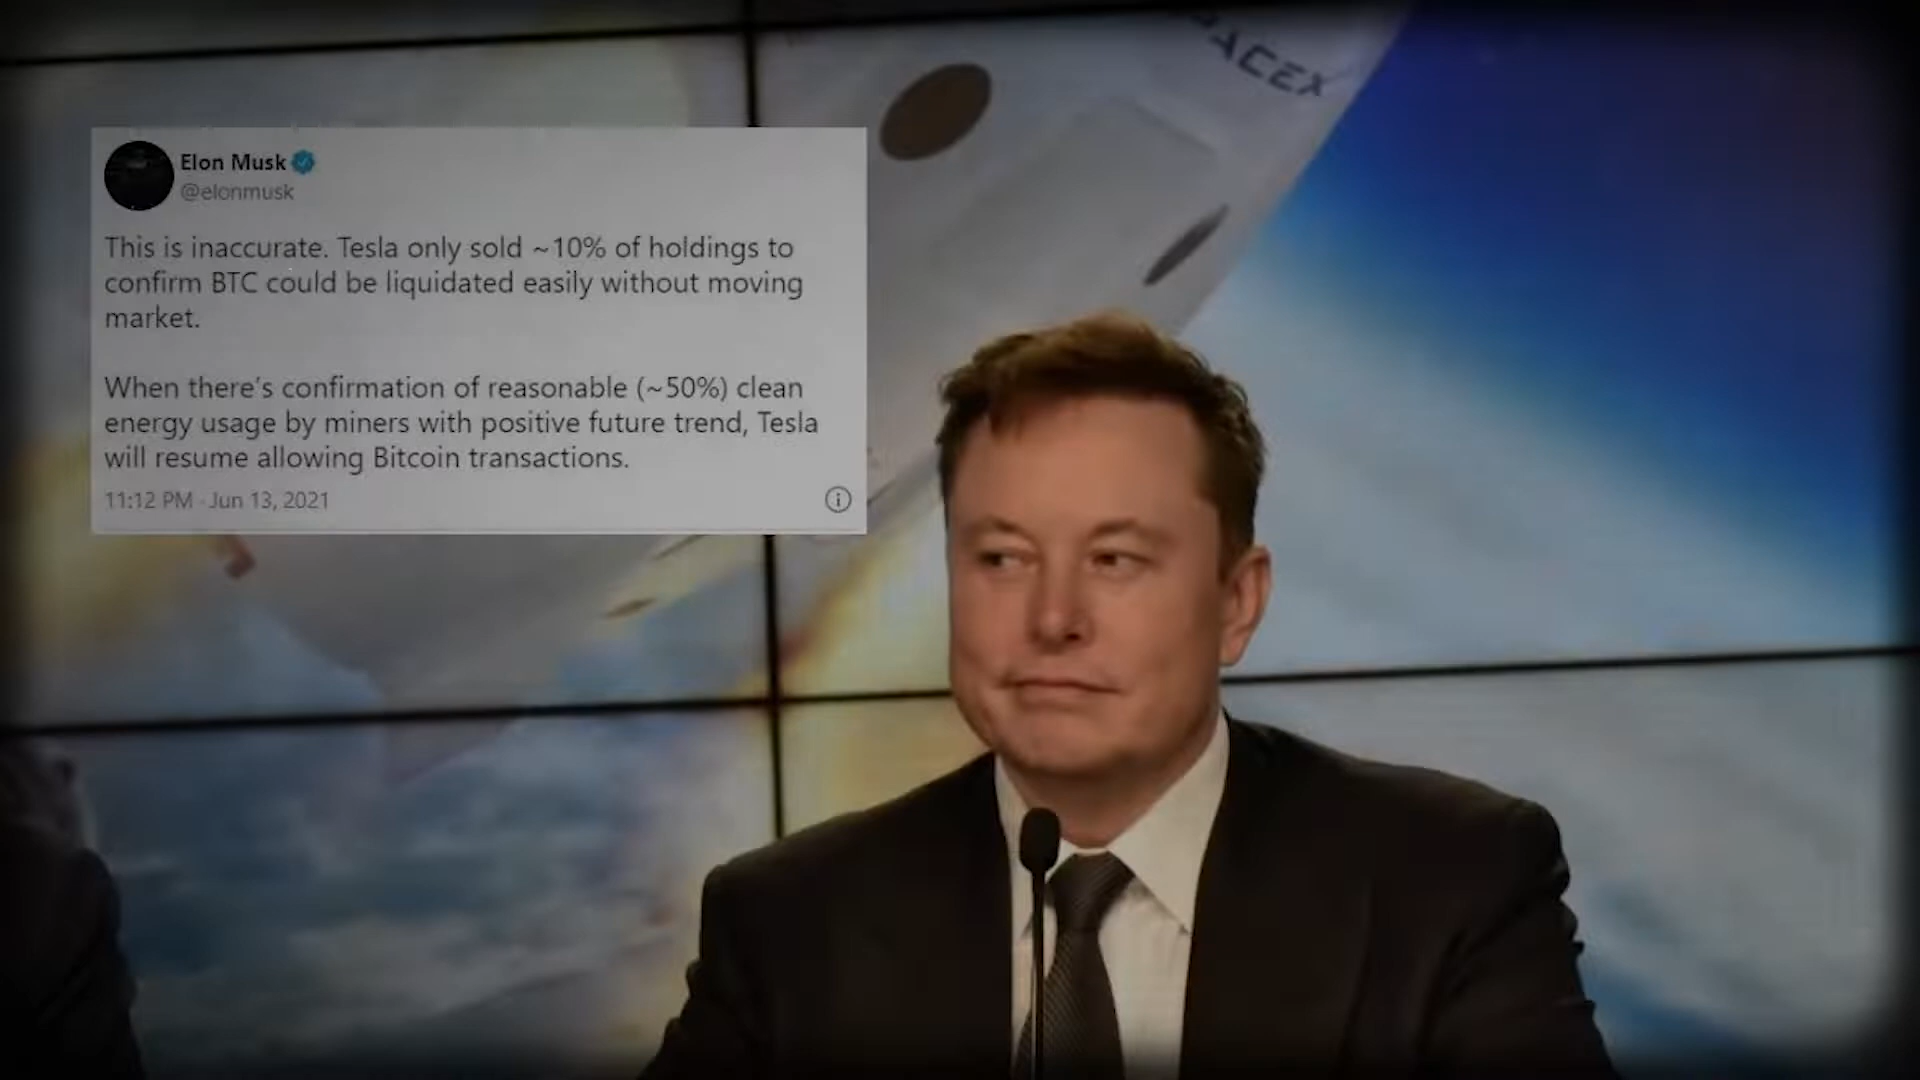 SPACEX
Elon Musk
@elonmusk
This is inaccurate. Tesla only sold ~10% of holdings to
confirm BTC could be liquidated easily without moving
market.
When there's confirmation of reasonable (~50%) clean
energy usage by miners with positive future trend, Tesla
will resume allowing Bitcoin transactions.
11:12 PM · Jun 13, 2021